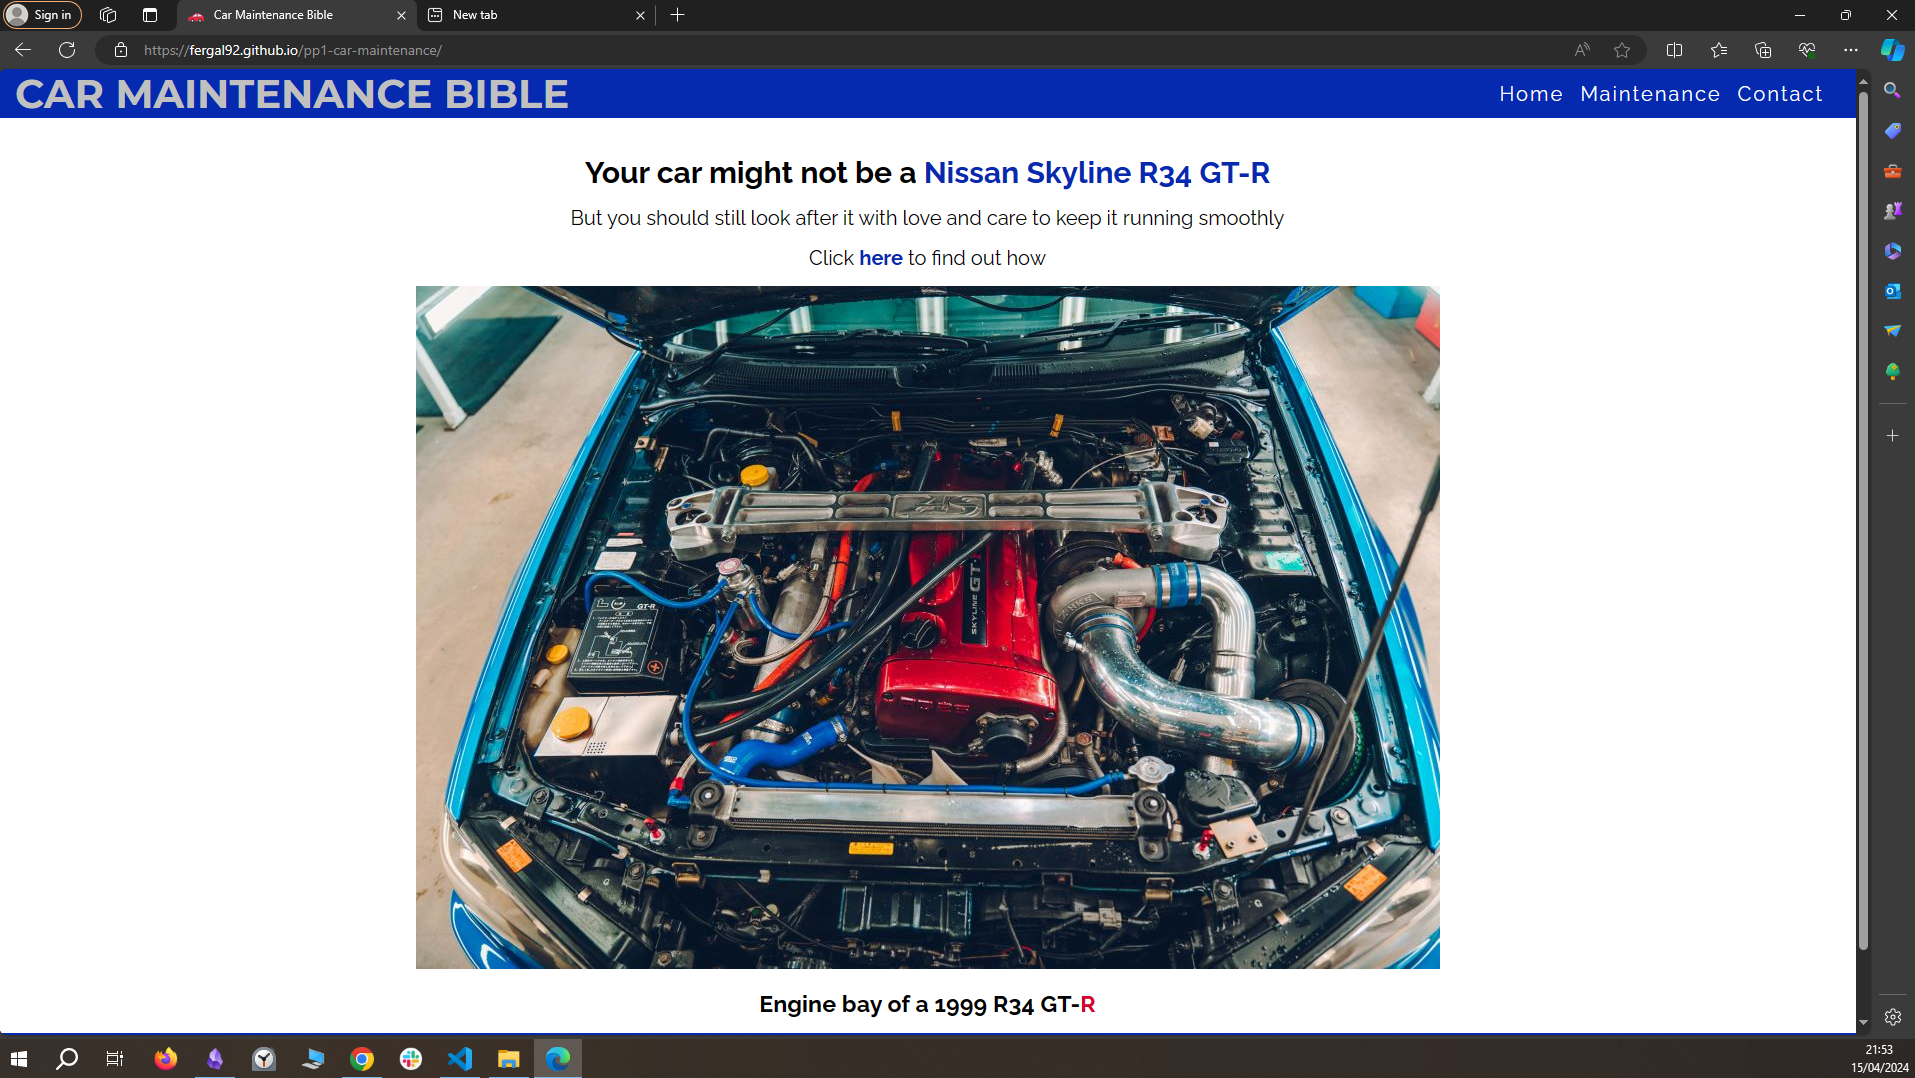 Sign in
Car Maintenance Bible
New tab
https://fergal92.github.io/pp1-car-maintenance/
CAR MAINTENANCE BIBLE
Home Maintenance Contact
Your car might not be a Nissan Skyline R34 GT-R
But you should still look after it with love and care to keep it running smoothly
Click here to find out how
SKYLINE GT-R
GT-R
G
S
G
Engine bay of a 1999 R34 GT-R
21:53
15/04/2024